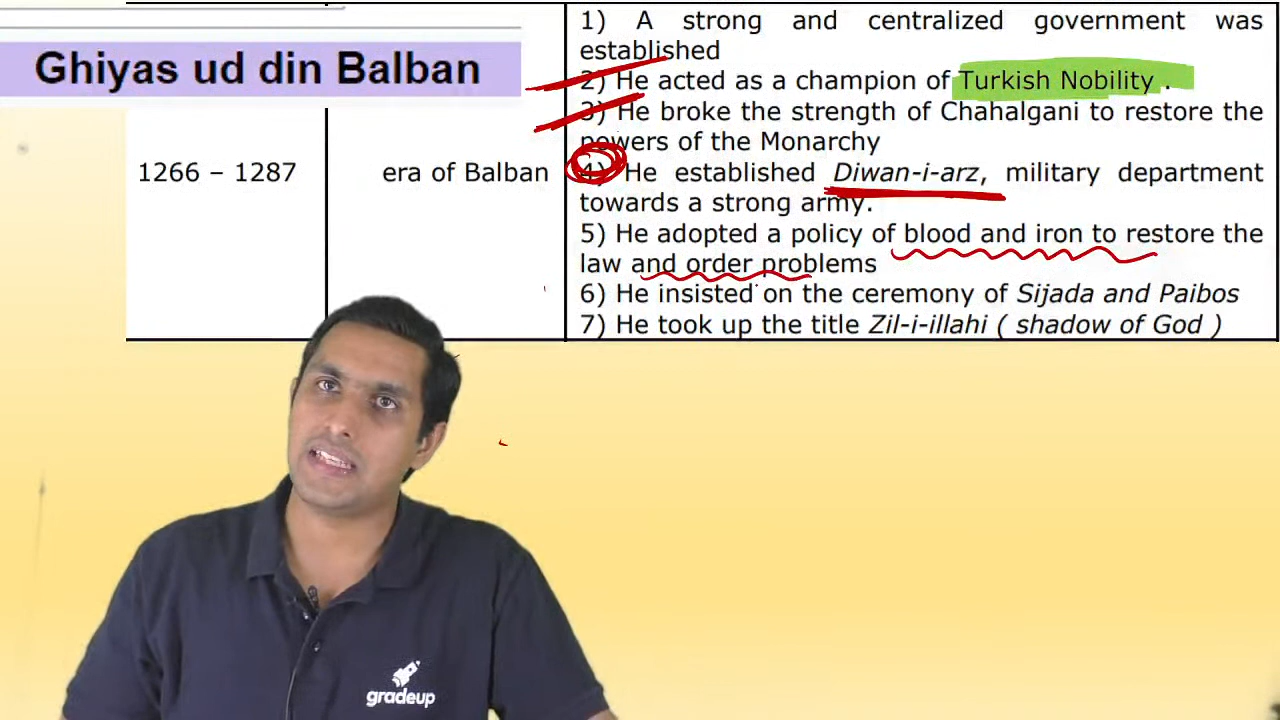 Ghiyas ud din Balban
1266 – 1287
era of Balban
1) A strong and centralized government was
established
2) He acted as a champion of Turkish Nobility .
3) He broke the strength of Chahalgani to restore the
powers of the Monarchy
4) He established Diwan-i-arz, military department
towards a strong army.
5) He adopted a policy of blood and iron to restore the
law and order problems
6) He insisted on the ceremony of Sijada and Paibos
7) He took up the title Zil-i-illahi ( shadow of God )
gradeup